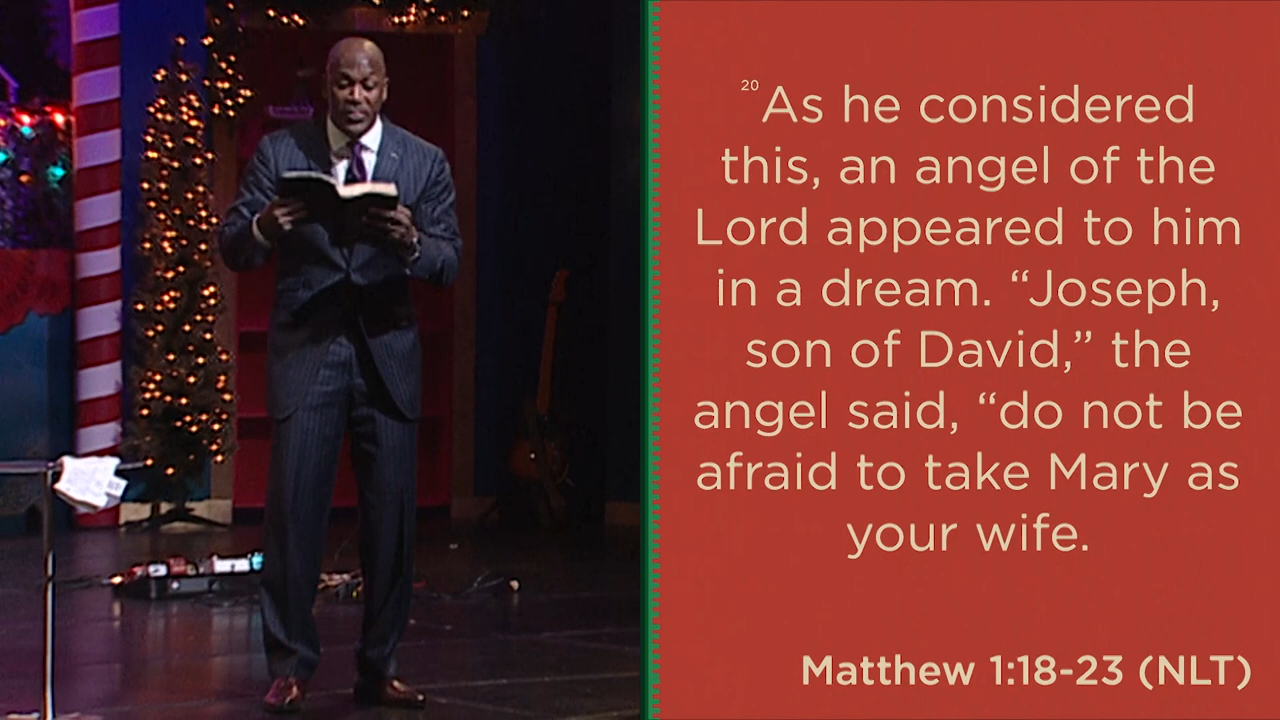 20 As he considered
this, an angel of the
Lord appeared to him
in a dream. “Joseph,
son of David,” the
angel said, “do not be
afraid to take Mary as
your wife.
Matthew 1:18-23 (NLT)